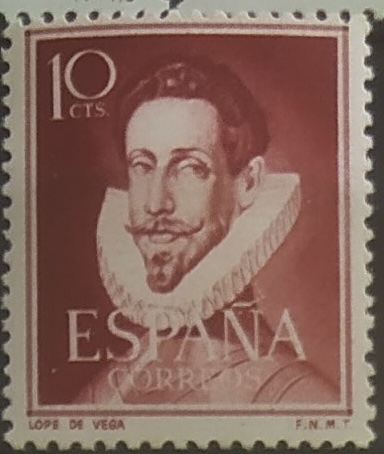 10
CTS.
ESPAÑA
CORREOS
LOPE DE VEGA F.N.M.T.